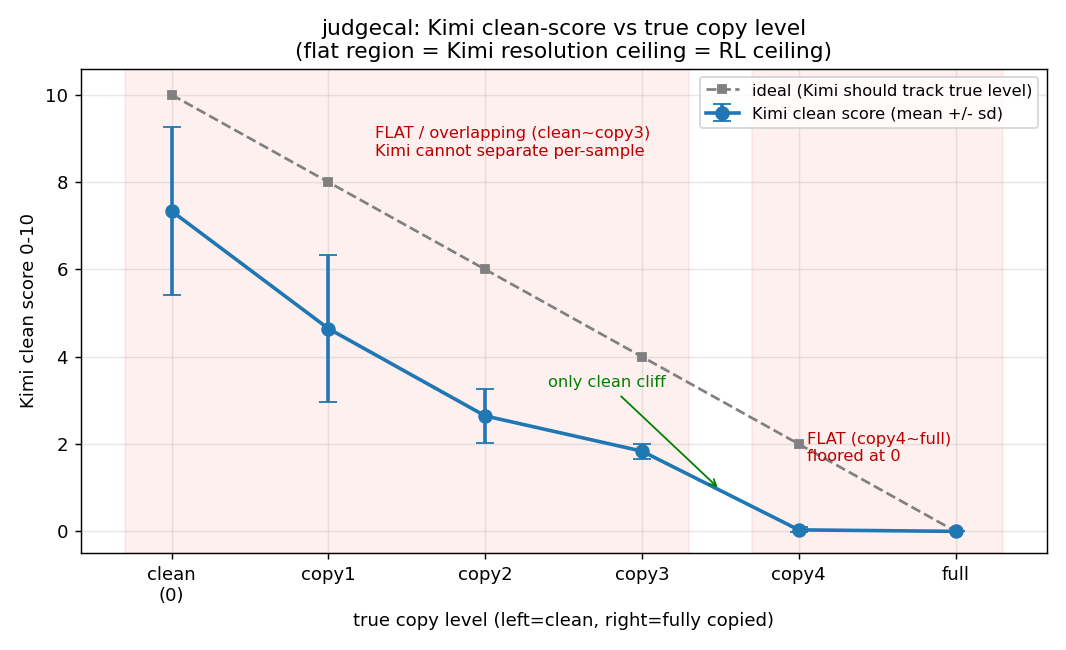 judgecal: Kimi clean-score vs true copy level
(flat region = Kimi resolution ceiling = RL ceiling)
ideal (Kimi should track true level)
Kimi clean score (mean +/- sd)
FLAT / overlapping (clean~copy3)
Kimi cannot separate per-sample
only clean cliff
FLAT (copy4~full)
floored at 0
Kimi clean score 0-10
10
8
6
4
2
0
clean
(0)
copy1
copy2
copy3
copy4
full
true copy level (left=clean, right=fully copied)